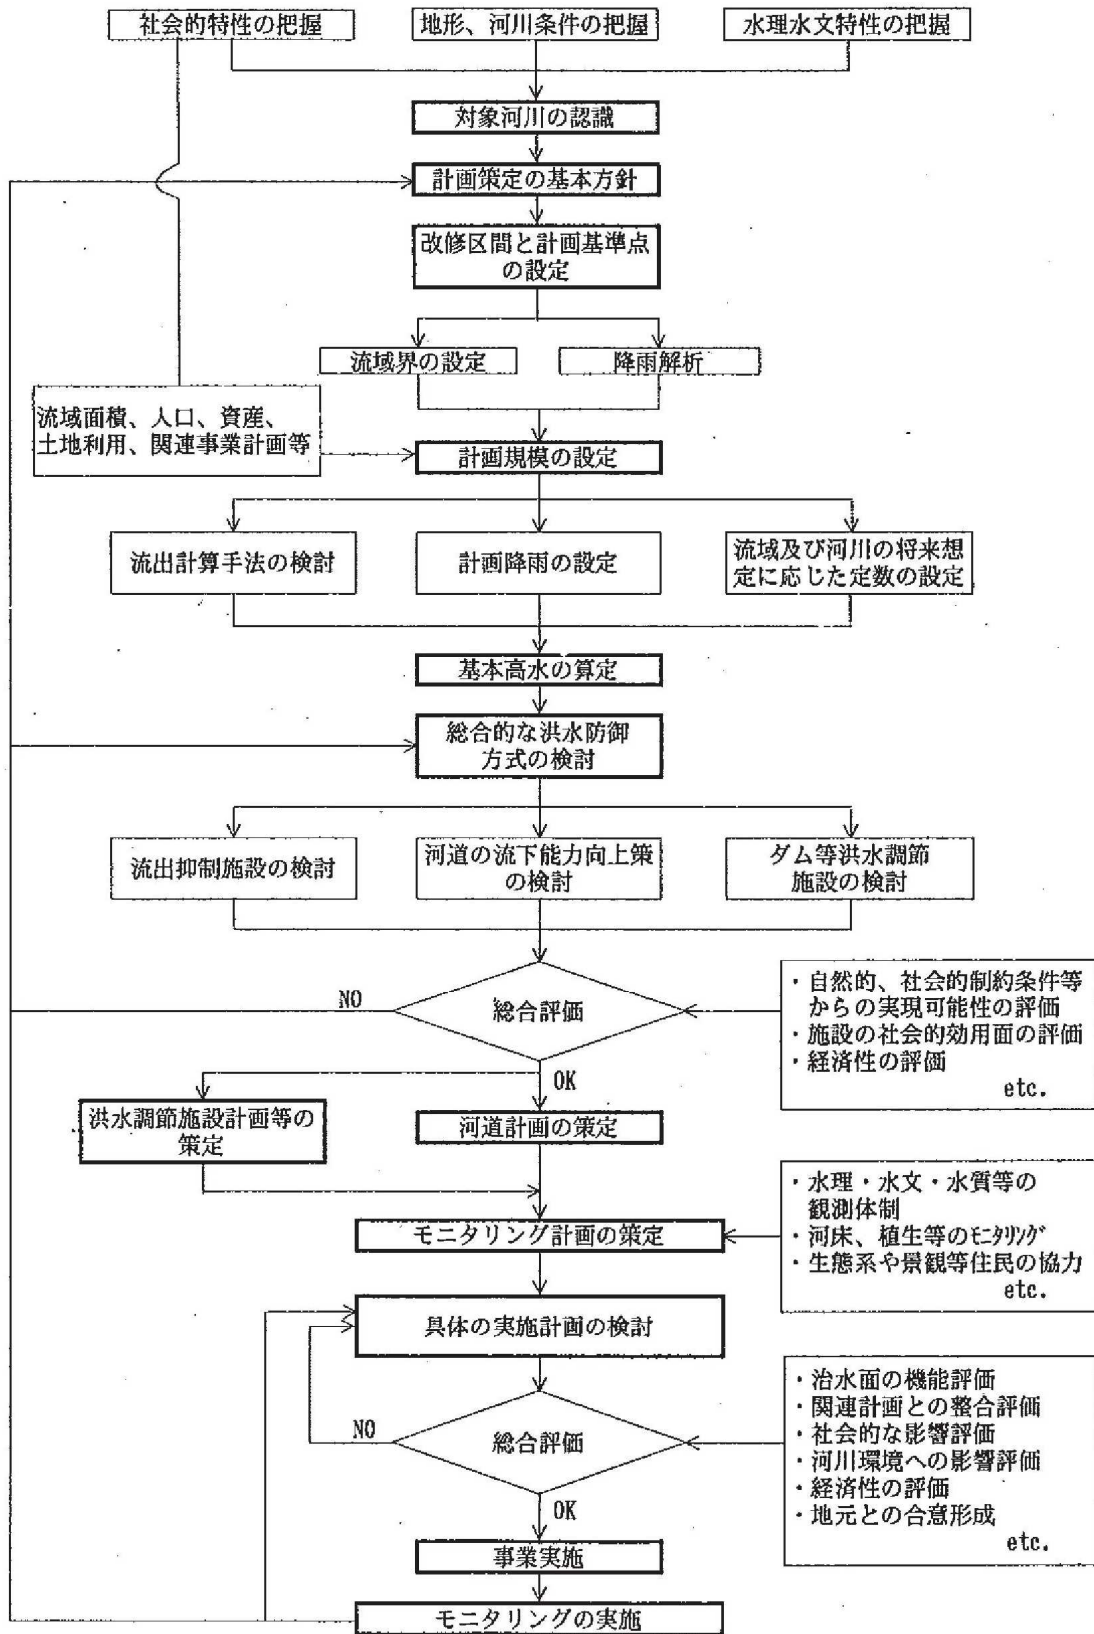 社会的特性の把握
地形、河川条件の把握
水理水文特性の把握
対象河川の認識
計画策定の基本方針
改修区間と計画基準点
の設定
流域界の設定
降雨解析
流域面積、人口、資産、
土地利用、関連事業計画等
計画規模の設定
流出計算手法の検討
計画降雨の設定
流域及び河川の将来想
定に応じた定数の設定
基本高水の算定
総合的な洪水防御
方式の検討
流出抑制施設の検討
河道の流下能力向上策
の検討
ダム等洪水調節
施設の検討
NO
総合評価
・自然的、社会的制約条件等
からの実現可能性の評価
・施設の社会的効用面の評価
・経済性の評価
etc.
OK
洪水調節施設計画等の
策定
河道計画の策定
・水理・水文・水質等の
観測体制
・河床、植生等のﾓﾆﾀﾘﾝｸﾞ
・生態系や景観等住民の協力
etc.
モニタリング計画の策定
具体の実施計画の検討
NO
総合評価
・治水面の機能評価
・関連計画との整合評価
・社会的な影響評価
・河川環境への影響評価
・経済性の評価
・地元との合意形成
etc.
OK
事業実施
モニタリングの実施